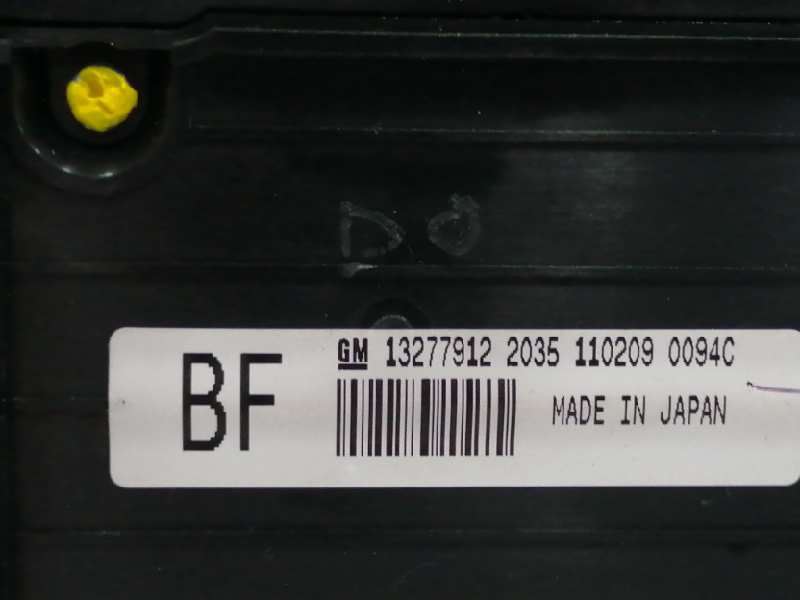 BF
GM 13277912 2035 110209 0094C
MADE IN JAPAN